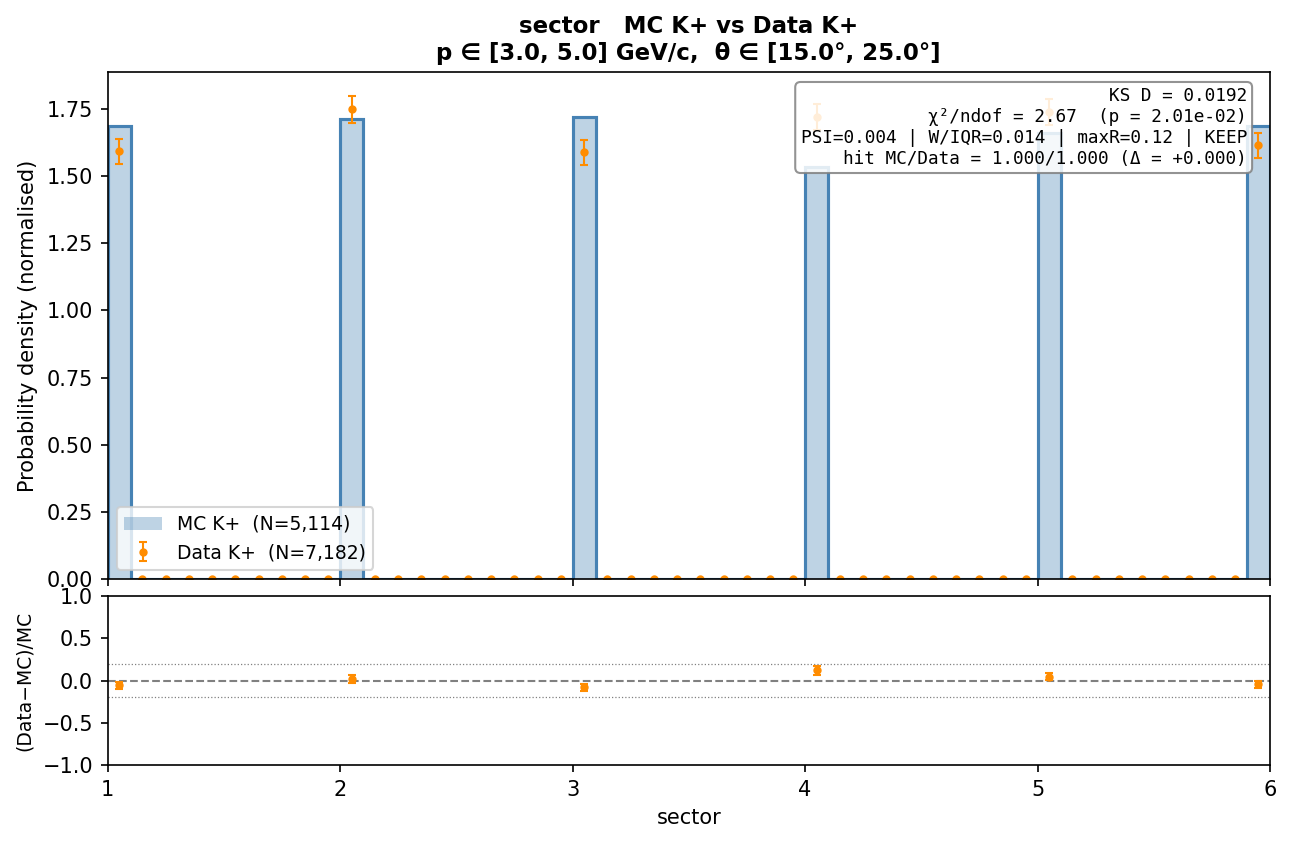 sector   MC K+ vs Data K+
p ∈ [3.0, 5.0] GeV/c,  θ ∈ [15.0°, 25.0°]
KS D = 0.0192
χ²/ndof = 2.67  (p = 2.01e-02)
PSI=0.004 | W/IQR=0.014 | maxR=0.12 | KEEP
hit MC/Data = 1.000/1.000 (Δ = +0.000)
Probability density (normalised)
1.75
1.50
1.25
1.00
0.75
0.50
0.25
0.00
MC K+  (N=5,114)
Data K+  (N=7,182)
(Data−MC)/MC
1.0
0.5
0.0
−0.5
−1.0
1 2 3 4 5 6
sector